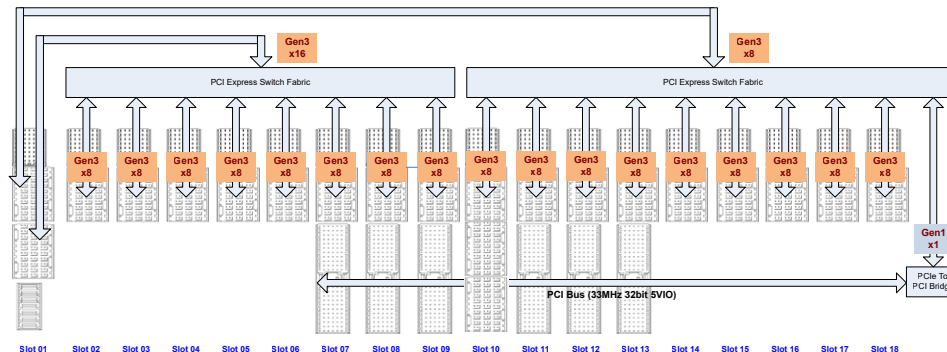 Gen3
x16
Gen3
x8
PCI Express Switch Fabric
PCI Express Switch Fabric
Gen3
x8
Gen3
x8
Gen3
x8
Gen3
x8
Gen3
x8
Gen3
x8
Gen3
x8
Gen3
x8
Gen3
x8
Gen3
x8
Gen3
x8
Gen3
x8
Gen3
x8
Gen3
x8
Gen3
x8
Gen3
x8
Gen3
x8
Gen1
x1
PCIe To
PCI Bridg
PCI Bus (33MHz 32bit 5VIO)
Slot 01 Slot 02 Slot 03 Slot 04 Slot 05 Slot 06 Slot 07 Slot 08 Slot 09 Slot 10 Slot 11 Slot 12 Slot 13 Slot 14 Slot 15 Slot 16 Slot 17 Slot 18